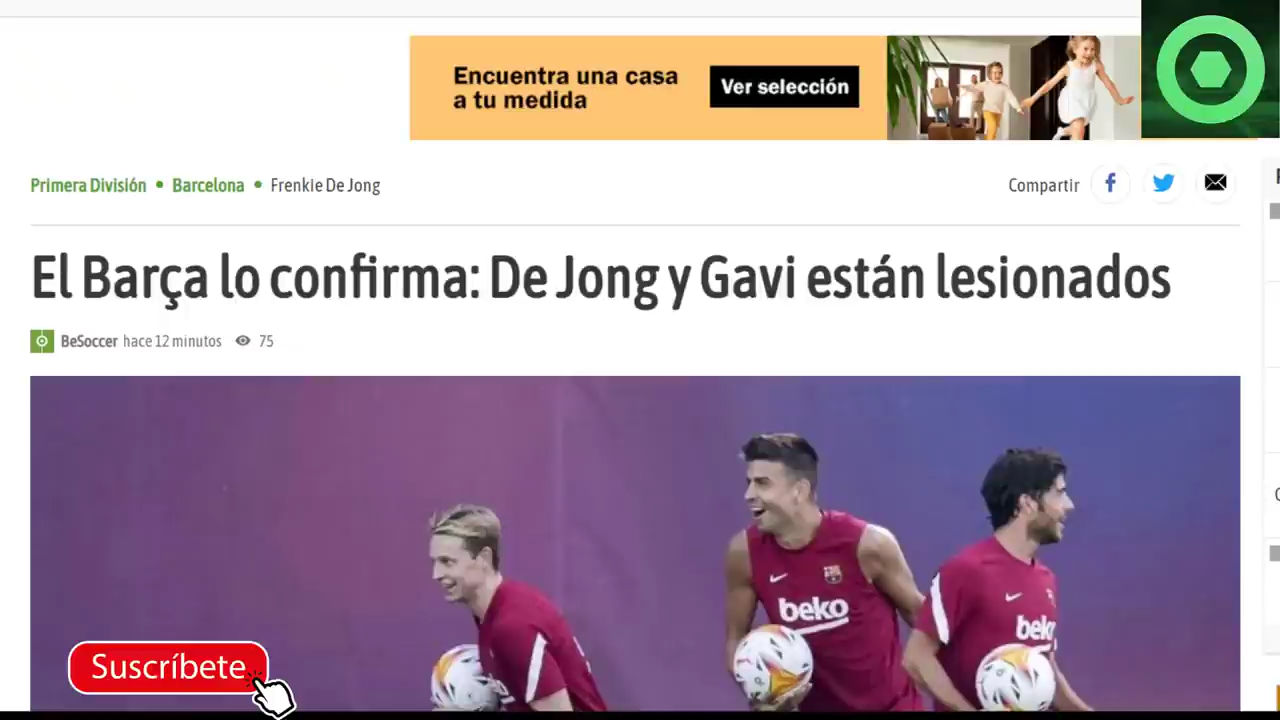 Encuentra una casa
a tu medida
Ver selección
Primera División • Barcelona • Frenkie De Jong
Compartir
El Barça lo confirma: De Jong y Gavi están lesionados
BeSoccer hace 12 minutos 75
beko
beko
Suscríbete